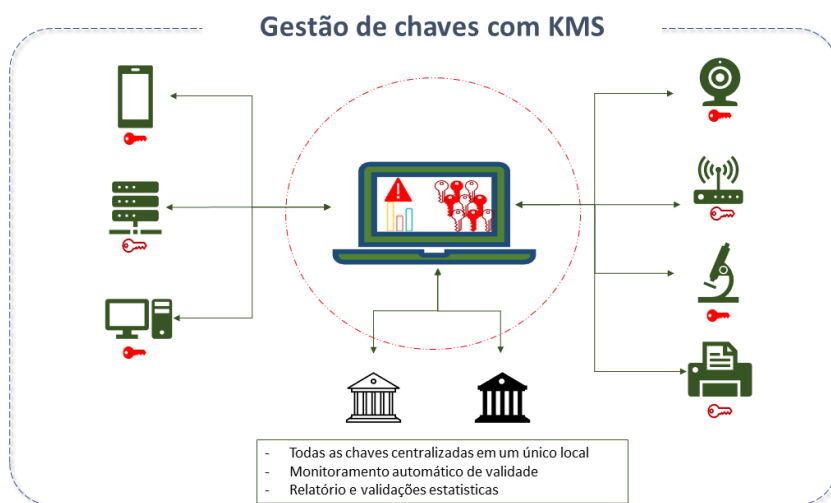 Gestão de chaves com KMS
- Todas as chaves centralizadas em um único local
- Monitoramento automático de validade
- Relatório e validações estatisticas